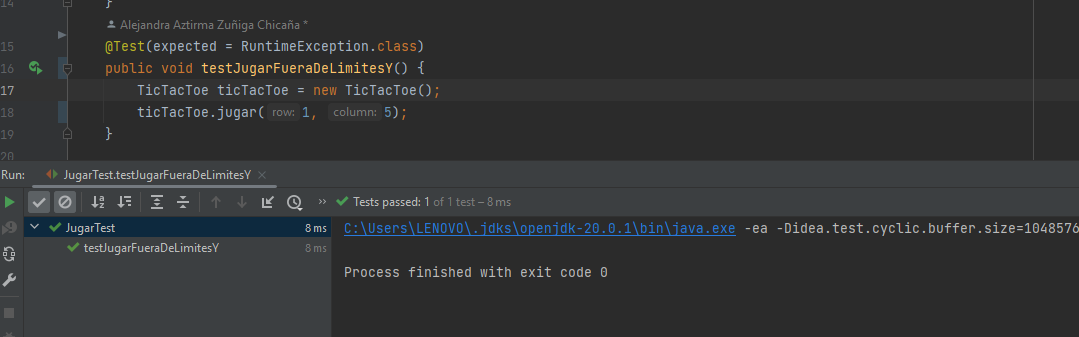 14 }
Alejandra Aztirma Zuñiga Chicaña *
15 @Test(expected = RuntimeException.class)
16 public void testJugarFueraDeLimitesY() {
17 TicTacToe ticTacToe = new TicTacToe();
18 ticTacToe.jugar( row: 1, column: 5);
19 }
20
Run: JugarTest.testJugarFueraDeLimitesY ×
» Tests passed: 1 of 1 test – 8 ms
JugarTest 8 ms C:\Users\LENOVO\.jdks\openjdk-20.0.1\bin\java.exe -ea -Didea.test.cyclic.buffer.size=1048576
testJugarFueraDeLimitesY 8 ms
Process finished with exit code 0